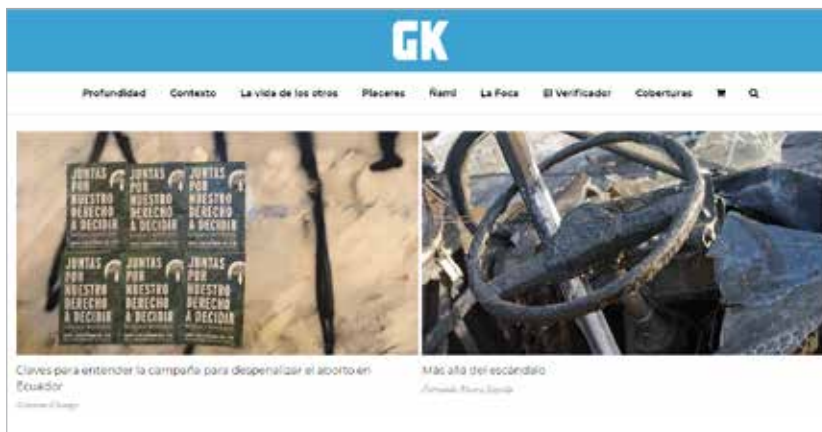 GK
Profundidad Contexto La vida de los otros Placeres Ñami La Foca El Verificador Coberturas
JUNTAS POR NUESTRO DERECHO A DECIDIR JUNTAS POR NUESTRO DERECHO A DECIDIR JUNTAS POR NUESTRO DERECHO A DECIDIR
JUNTAS POR NUESTRO DERECHO A DECIDIR JUNTAS POR NUESTRO DERECHO A DECIDIR JUNTAS POR NUESTRO DERECHO A DECIDIR
Claves para entender la campaña para despenalizar el aborto en
Ecuador
Más allá del escándalo